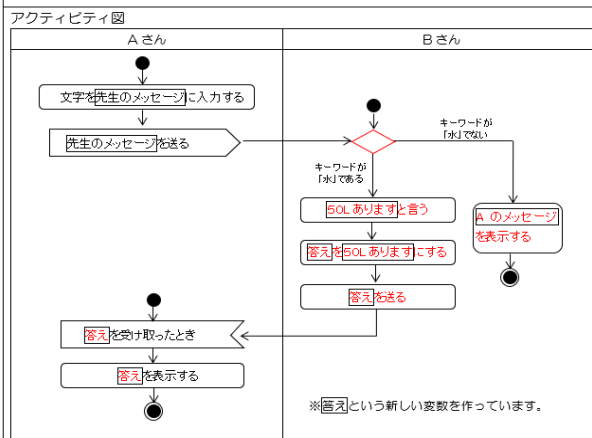 アクティビティ図
Aさん
Bさん
文字を先生のメッセージに入力する
先生のメッセージを送る
キーワードが
「水」でない
キーワードが
「水」である
50Lありますと言う
A のメッセージ
を表示する
答えを50Lありますにする
答えを送る
答えを受け取ったとき
答えを表示する
※答えという新しい変数を作っています。